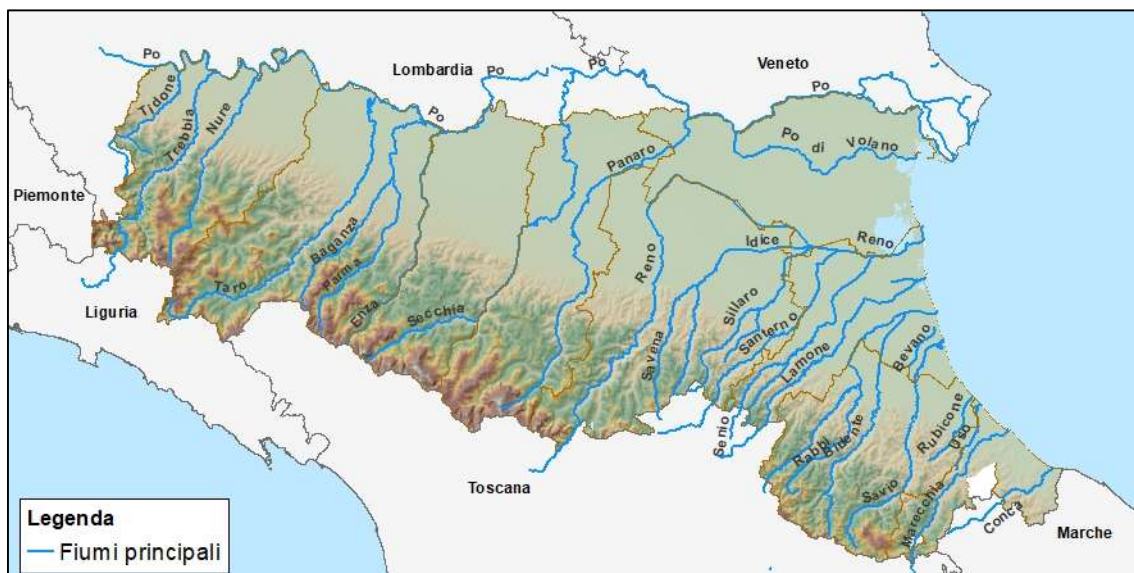 Po
Lombardia
Po
Po
Veneto
Po
Tidone
Trebbia
Nure
Po
Po
di
Volano
Panaro
Piemonte
Baganza
Reno
Idice
Reno
Parma
Taro
Enza
Secchia
Liguria
Savena
Sillaro
Santerno
Lamone
Bevano
Senio
Rabbi
Bidente
Rubicone
Uso
Toscana
Savio
Marecchia
Conca
Marche
Legenda
Fiumi principali